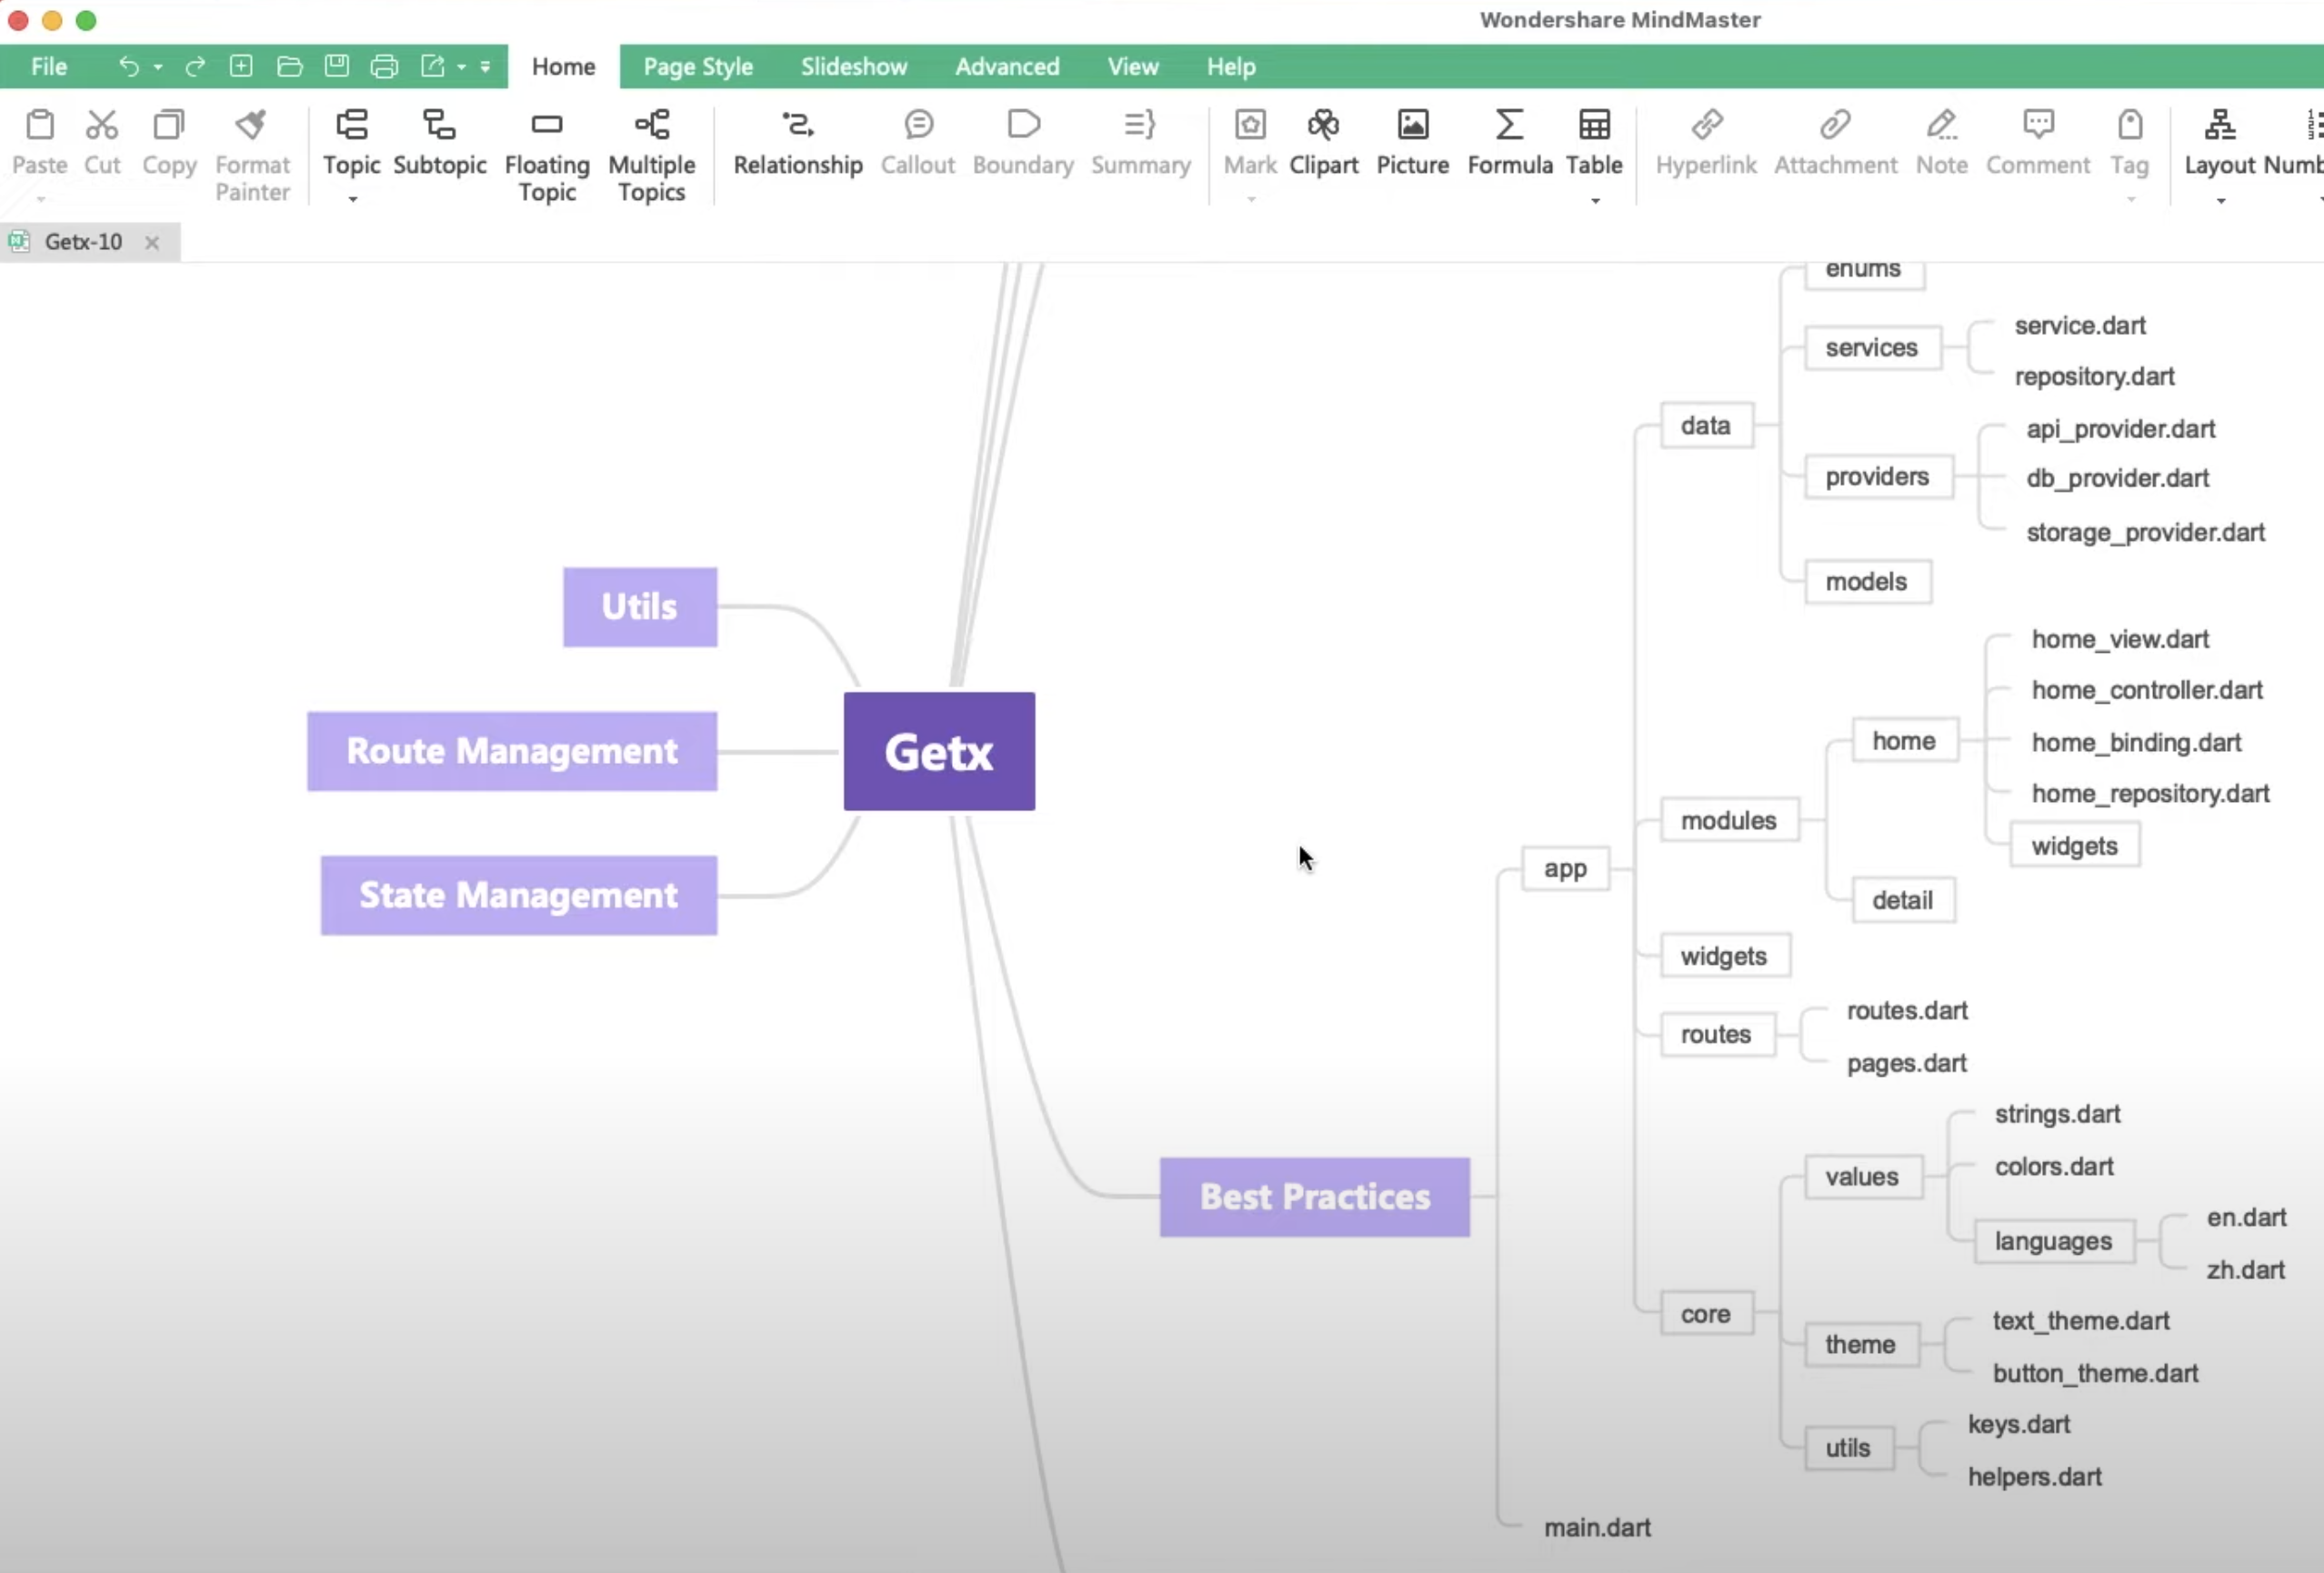 Wondershare MindMaster
File
Home
Page Style
Slideshow
Advanced
View
Help
Paste
Cut
Copy
Format
Painter
Topic
Subtopic
Floating
Topic
Multiple
Topics
Relationship
Callout
Boundary
Summary
Mark
Clipart
Picture
Formula
Table
Hyperlink
Attachment
Note
Comment
Tag
Layout
Numb
Getx-10
Utils
Route Management
State Management
Getx
Best Practices
app
data
enums
services
service.dart
repository.dart
providers
api_provider.dart
db_provider.dart
storage_provider.dart
models
modules
home
home_view.dart
home_controller.dart
home_binding.dart
home_repository.dart
widgets
detail
widgets
routes
routes.dart
pages.dart
core
values
strings.dart
colors.dart
languages
en.dart
zh.dart
theme
text_theme.dart
button_theme.dart
utils
keys.dart
helpers.dart
main.dart